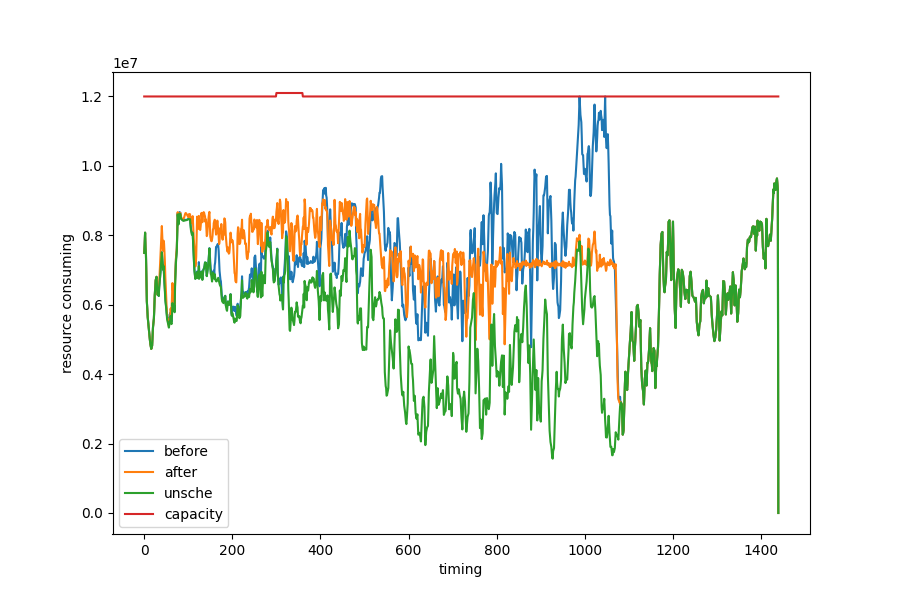 1e7
1.2
1.0
0.8
0.6
0.4
0.2
0.0
resource consuming
before
after
unsche
capacity
0 200 400 600 800 1000 1200 1400
timing